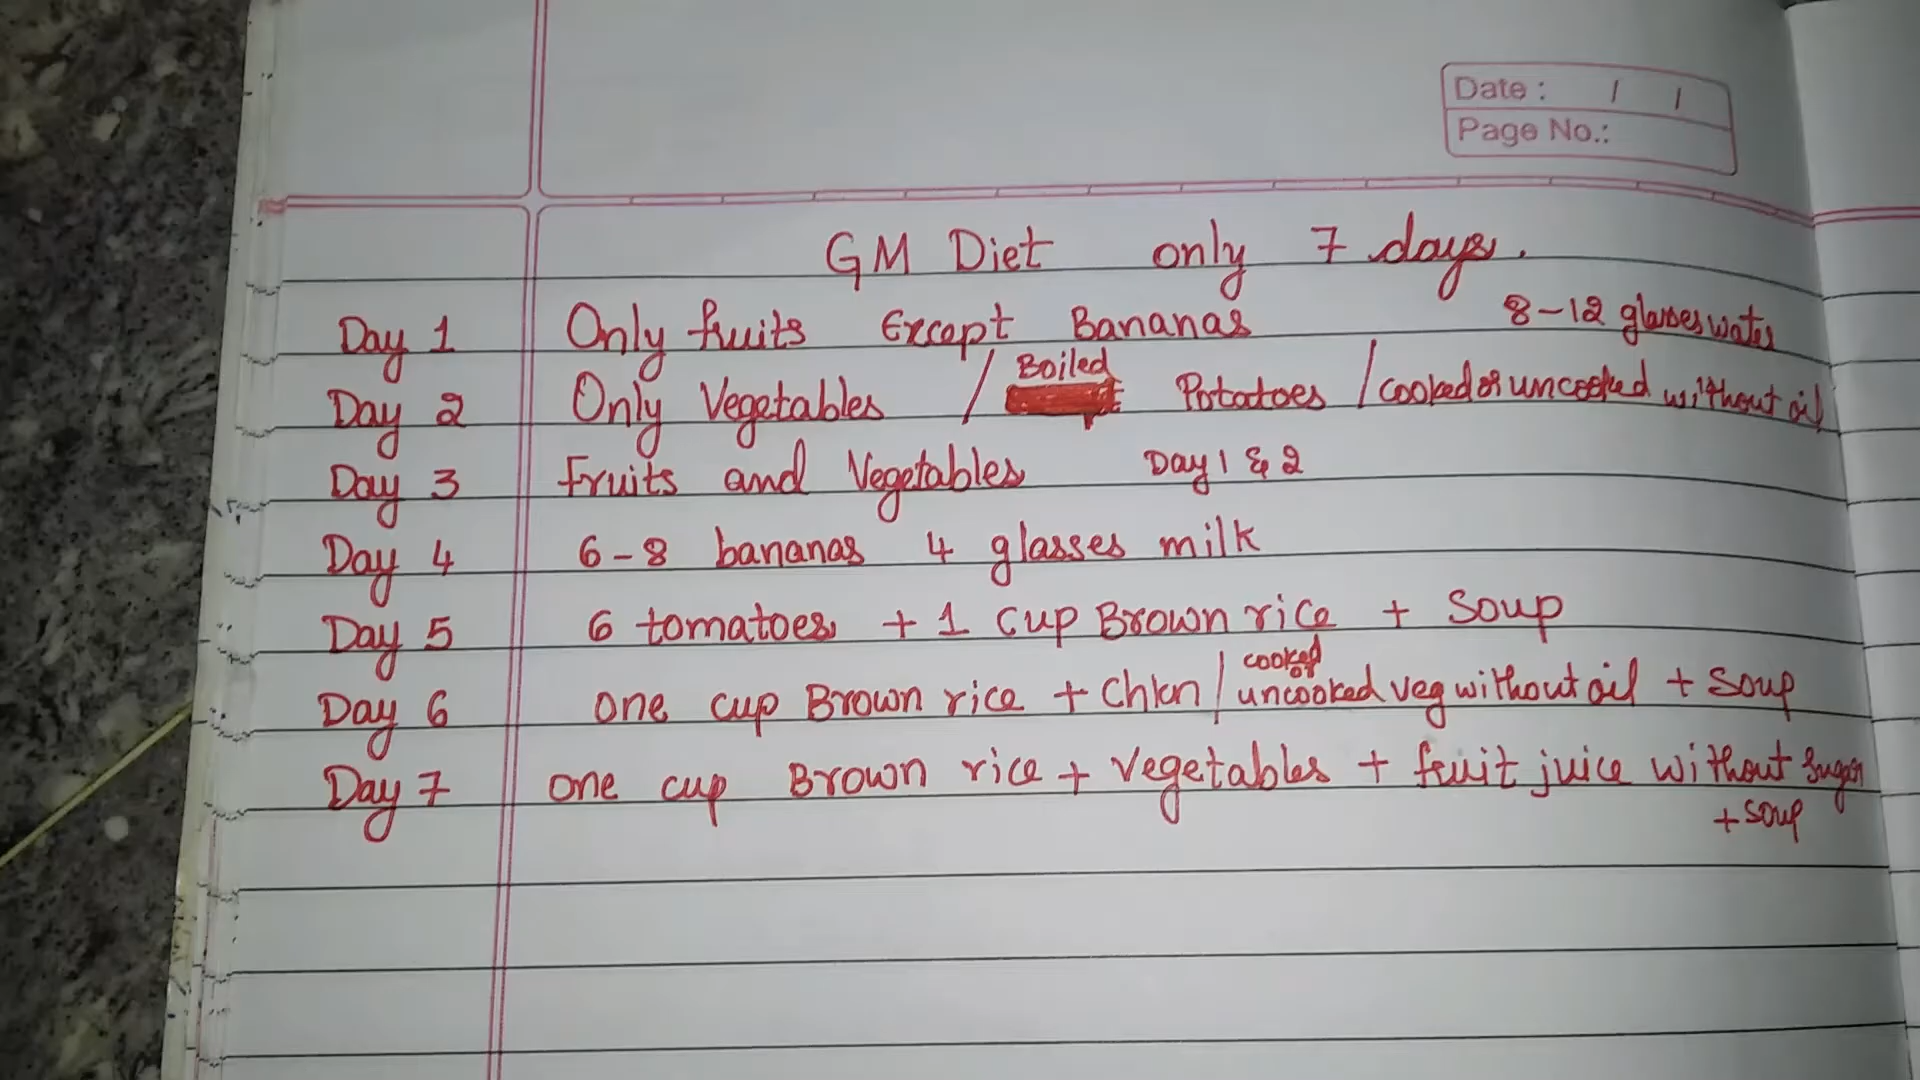 Date : / /
Page No.:
GM Diet only 7 days.
Day 1 Only fruits Except Bananas 8-12 glasses water
Day 2 Only Vegetables / Boiled Potatoes / cooked or uncooked without oil
Day 3 Fruits and Vegetables Day 1 & 2
Day 4 6-8 bananas 4 glasses milk
Day 5 6 tomatoes + 1 cup Brown rice + Soup
Day 6 one cup Brown rice + Chkn / cooked or uncooked veg without oil + Soup
Day 7 one cup Brown rice + Vegetables + fruit juice without Sugar
+ Soup